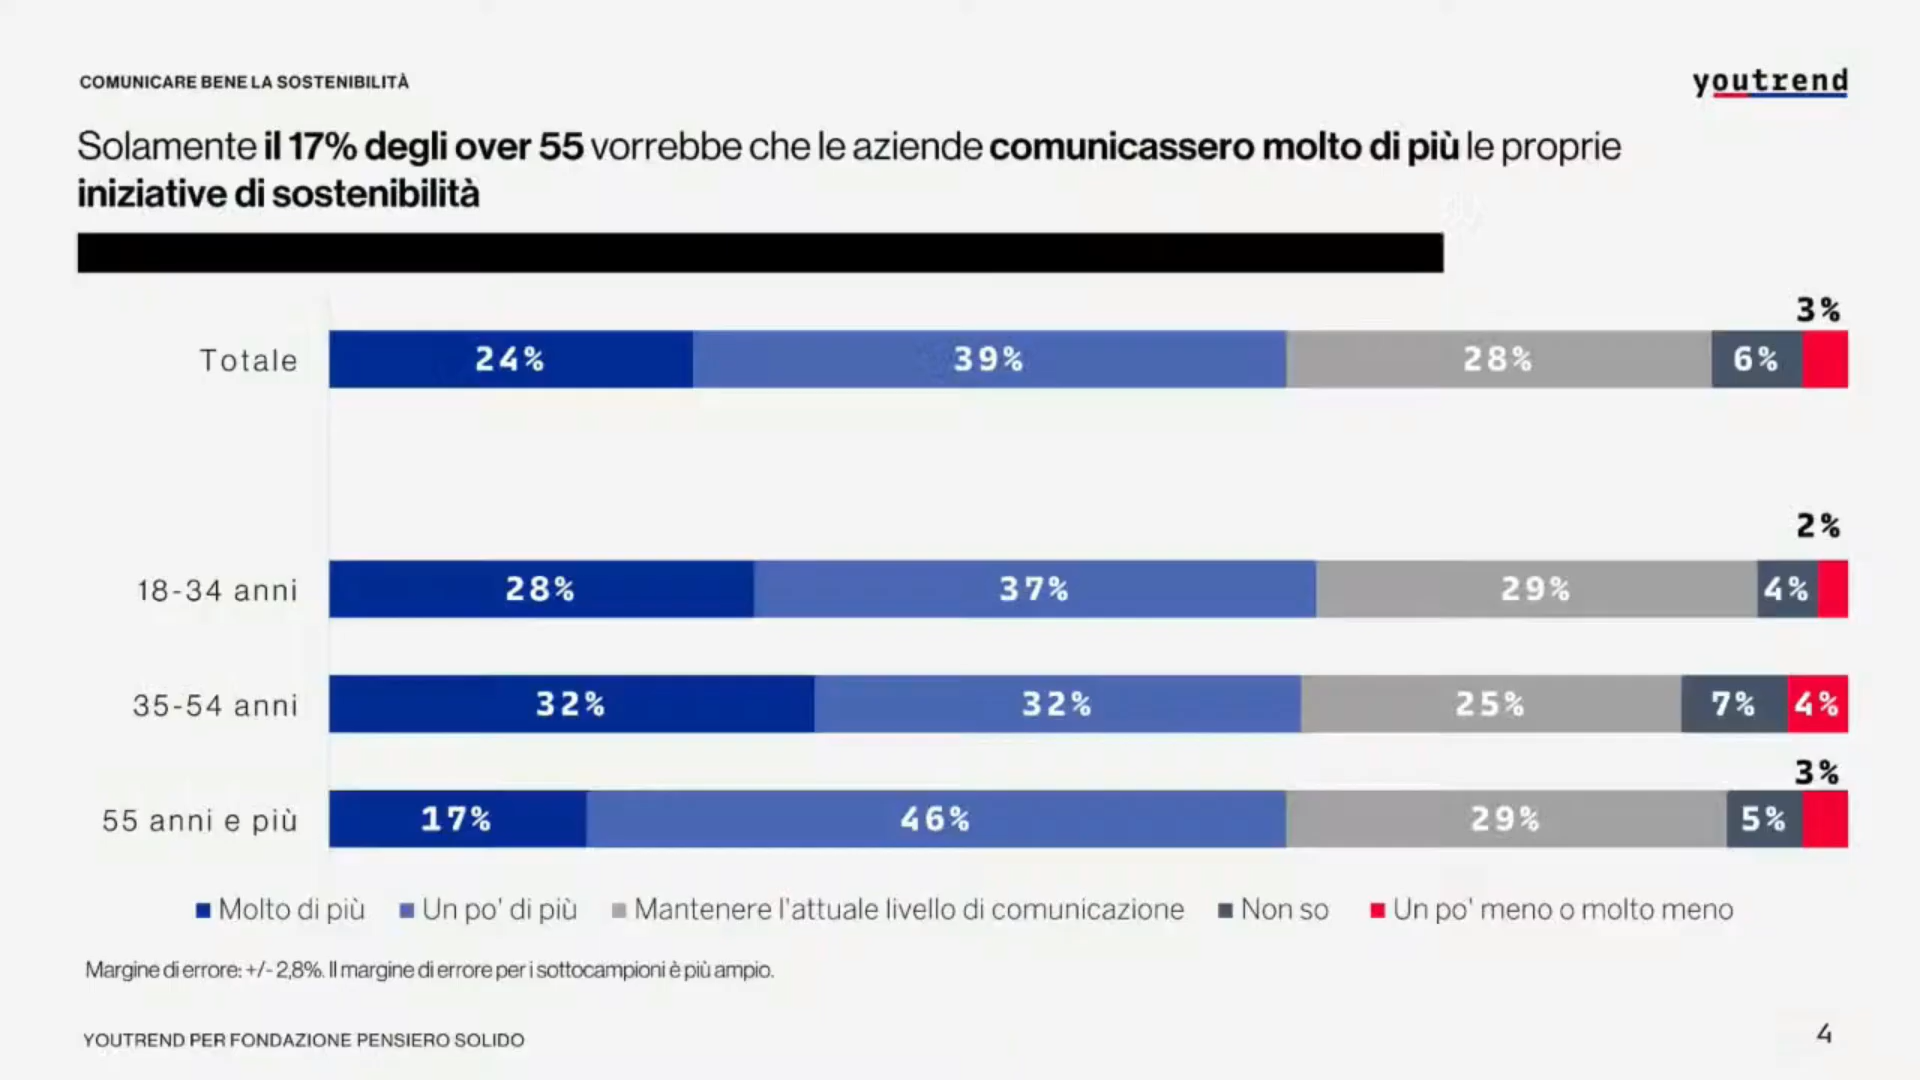 COMUNICARE BENE LA SOSTENIBILITÀ
youtrend
Solamente il 17% degli over 55 vorrebbe che le aziende comunicassero molto di più le proprie
iniziative di sostenibilità
3%
Totale 24% 39% 28% 6%
2%
18-34 anni 28% 37% 29% 4%
35-54 anni 32% 32% 25% 7% 4%
3%
55 anni e più 17% 46% 29% 5%
Molto di più Un po' di più Mantenere l'attuale livello di comunicazione Non so Un po' meno o molto meno
Margine di errore: +/- 2,8%. Il margine di errore per i sottocampioni è più ampio.
YOUTREND PER FONDAZIONE PENSIERO SOLIDO
4